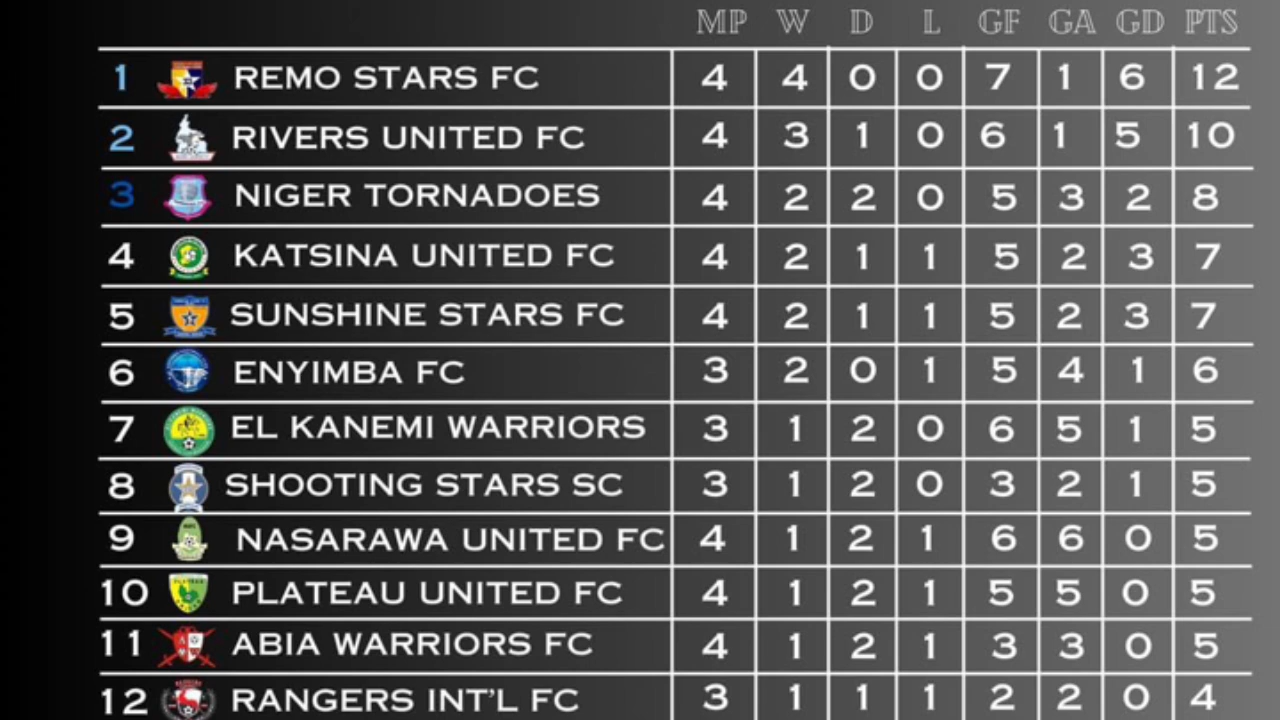 MP W D L GF GA GD PTS
1 REMO STARS FC 4 4 0 0 7 1 6 12
2 RIVERS UNITED FC 4 3 1 0 6 1 5 10
3 NIGER TORNADOES 4 2 2 0 5 3 2 8
4 KATSINA UNITED FC 4 2 1 1 5 2 3 7
5 SUNSHINE STARS FC 4 2 1 1 5 2 3 7
6 ENYIMBA FC 3 2 0 1 5 4 1 6
7 EL KANEMI WARRIORS 3 1 2 0 6 5 1 5
8 SHOOTING STARS SC 3 1 2 0 3 2 1 5
9 NASARAWA UNITED FC 4 1 2 1 6 6 0 5
10 PLATEAU UNITED FC 4 1 2 1 5 5 0 5
11 ABIA WARRIORS FC 4 1 2 1 3 3 0 5
12 RANGERS INT'L FC 3 1 1 1 2 2 0 4